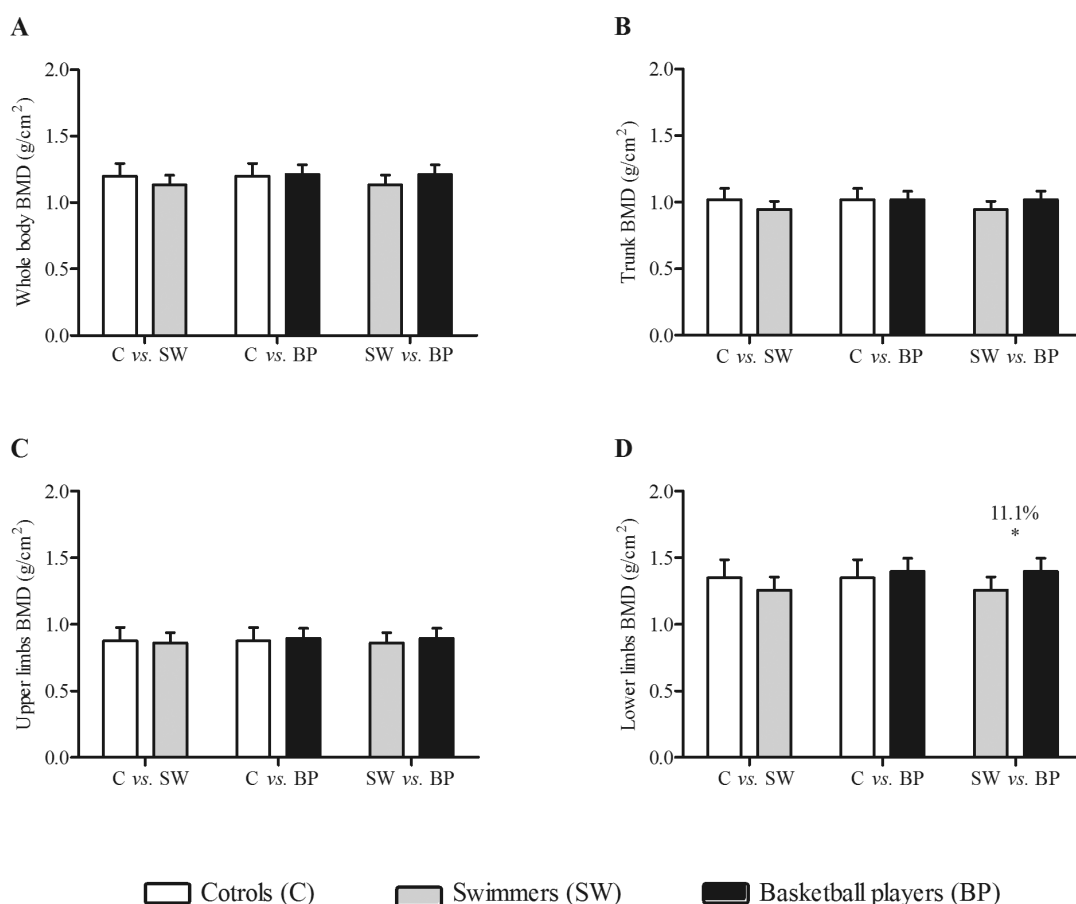 A
Whole body BMD (g/cm²)
2.0
1.5
1.0
0.5
0.0
C vs. SW
C vs. BP
SW vs. BP
B
Trunk BMD (g/cm²)
2.0
1.5
1.0
0.5
0.0
C vs. SW
C vs. BP
SW vs. BP
C
Upper limbs BMD (g/cm²)
2.0
1.5
1.0
0.5
0.0
C vs. SW
C vs. BP
SW vs. BP
D
Lower limbs BMD (g/cm²)
2.0
1.5
1.0
0.5
0.0
11.1%
*
C vs. SW
C vs. BP
SW vs. BP
Cotrols (C)
Swimmers (SW)
Basketball players (BP)